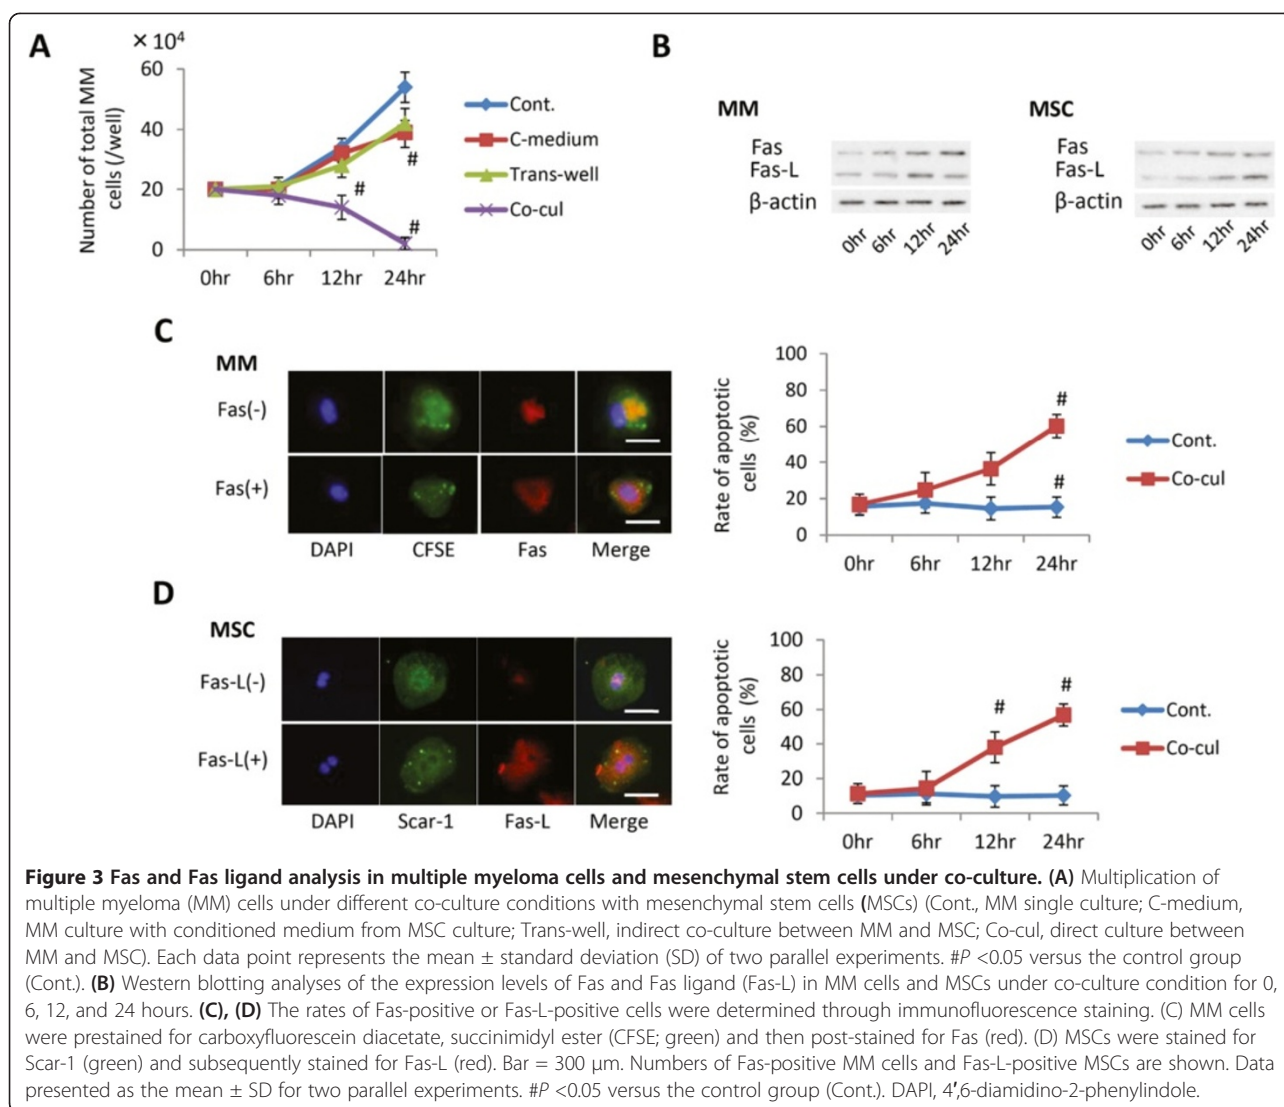 A
× 10⁴
Number of total MM
cells (/well)
60
40
20
0
0hr 6hr 12hr 24hr
#
#
#
Cont.
C-medium
Trans-well
Co-cul
B
MM
Fas
Fas-L
β-actin
0hr 6hr 12hr 24hr
MSC
Fas
Fas-L
β-actin
0hr 6hr 12hr 24hr
C
MM
Fas(-)
Fas(+)
DAPI CFSE Fas Merge
Rate of apoptotic
cells (%)
100
80
60
40
20
0
0hr 6hr 12hr 24hr
#
#
Cont.
Co-cul
D
MSC
Fas-L(-)
Fas-L(+)
DAPI Scar-1 Fas-L Merge
Rate of apoptotic
cells (%)
100
80
60
40
20
0
0hr 6hr 12hr 24hr
#
#
Cont.
Co-cul
Figure 3 Fas and Fas ligand analysis in multiple myeloma cells and mesenchymal stem cells under co-culture. (A) Multiplication of
multiple myeloma (MM) cells under different co-culture conditions with mesenchymal stem cells (MSCs) (Cont., MM single culture; C-medium,
MM culture with conditioned medium from MSC culture; Trans-well, indirect co-culture between MM and MSC; Co-cul, direct culture between
MM and MSC). Each data point represents the mean ± standard deviation (SD) of two parallel experiments. #P <0.05 versus the control group
(Cont.). (B) Western blotting analyses of the expression levels of Fas and Fas ligand (Fas-L) in MM cells and MSCs under co-culture condition for 0,
6, 12, and 24 hours. (C), (D) The rates of Fas-positive or Fas-L-positive cells were determined through immunofluorescence staining. (C) MM cells
were prestained for carboxyfluorescein diacetate, succinimidyl ester (CFSE; green) and then post-stained for Fas (red). (D) MSCs were stained for
Scar-1 (green) and subsequently stained for Fas-L (red). Bar = 300 μm. Numbers of Fas-positive MM cells and Fas-L-positive MSCs are shown. Data
presented as the mean ± SD for two parallel experiments. #P <0.05 versus the control group (Cont.). DAPI, 4′,6-diamidino-2-phenylindole.